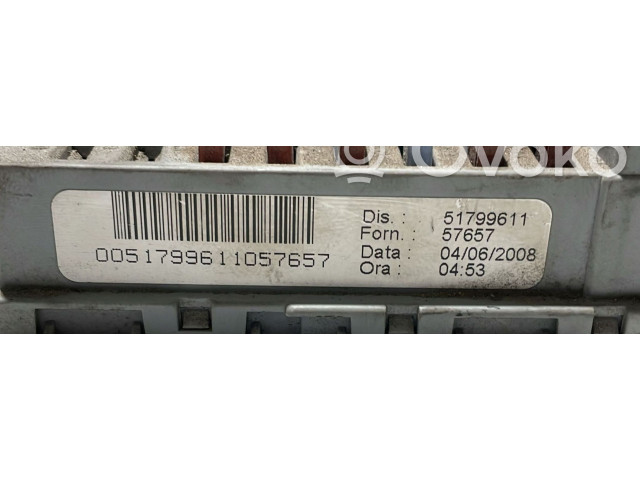 Ovoko
Dis. : 51799611
Forn. : 57657
Data : 04/06/2008
Ora : 04:53
0051799611057657